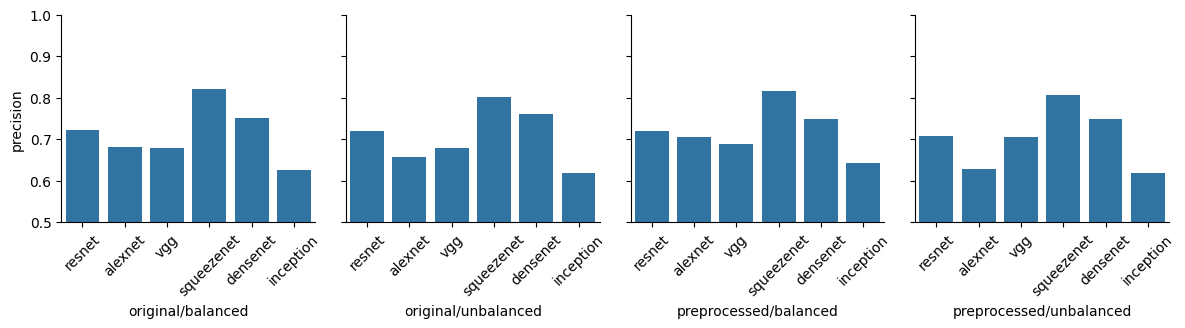 1.0
0.9
0.8
0.7
0.6
0.5
precision
resnet alexnet vgg squeezenet densenet inception
original/balanced
resnet alexnet vgg squeezenet densenet inception
original/unbalanced
resnet alexnet vgg squeezenet densenet inception
preprocessed/balanced
resnet alexnet vgg squeezenet densenet inception
preprocessed/unbalanced